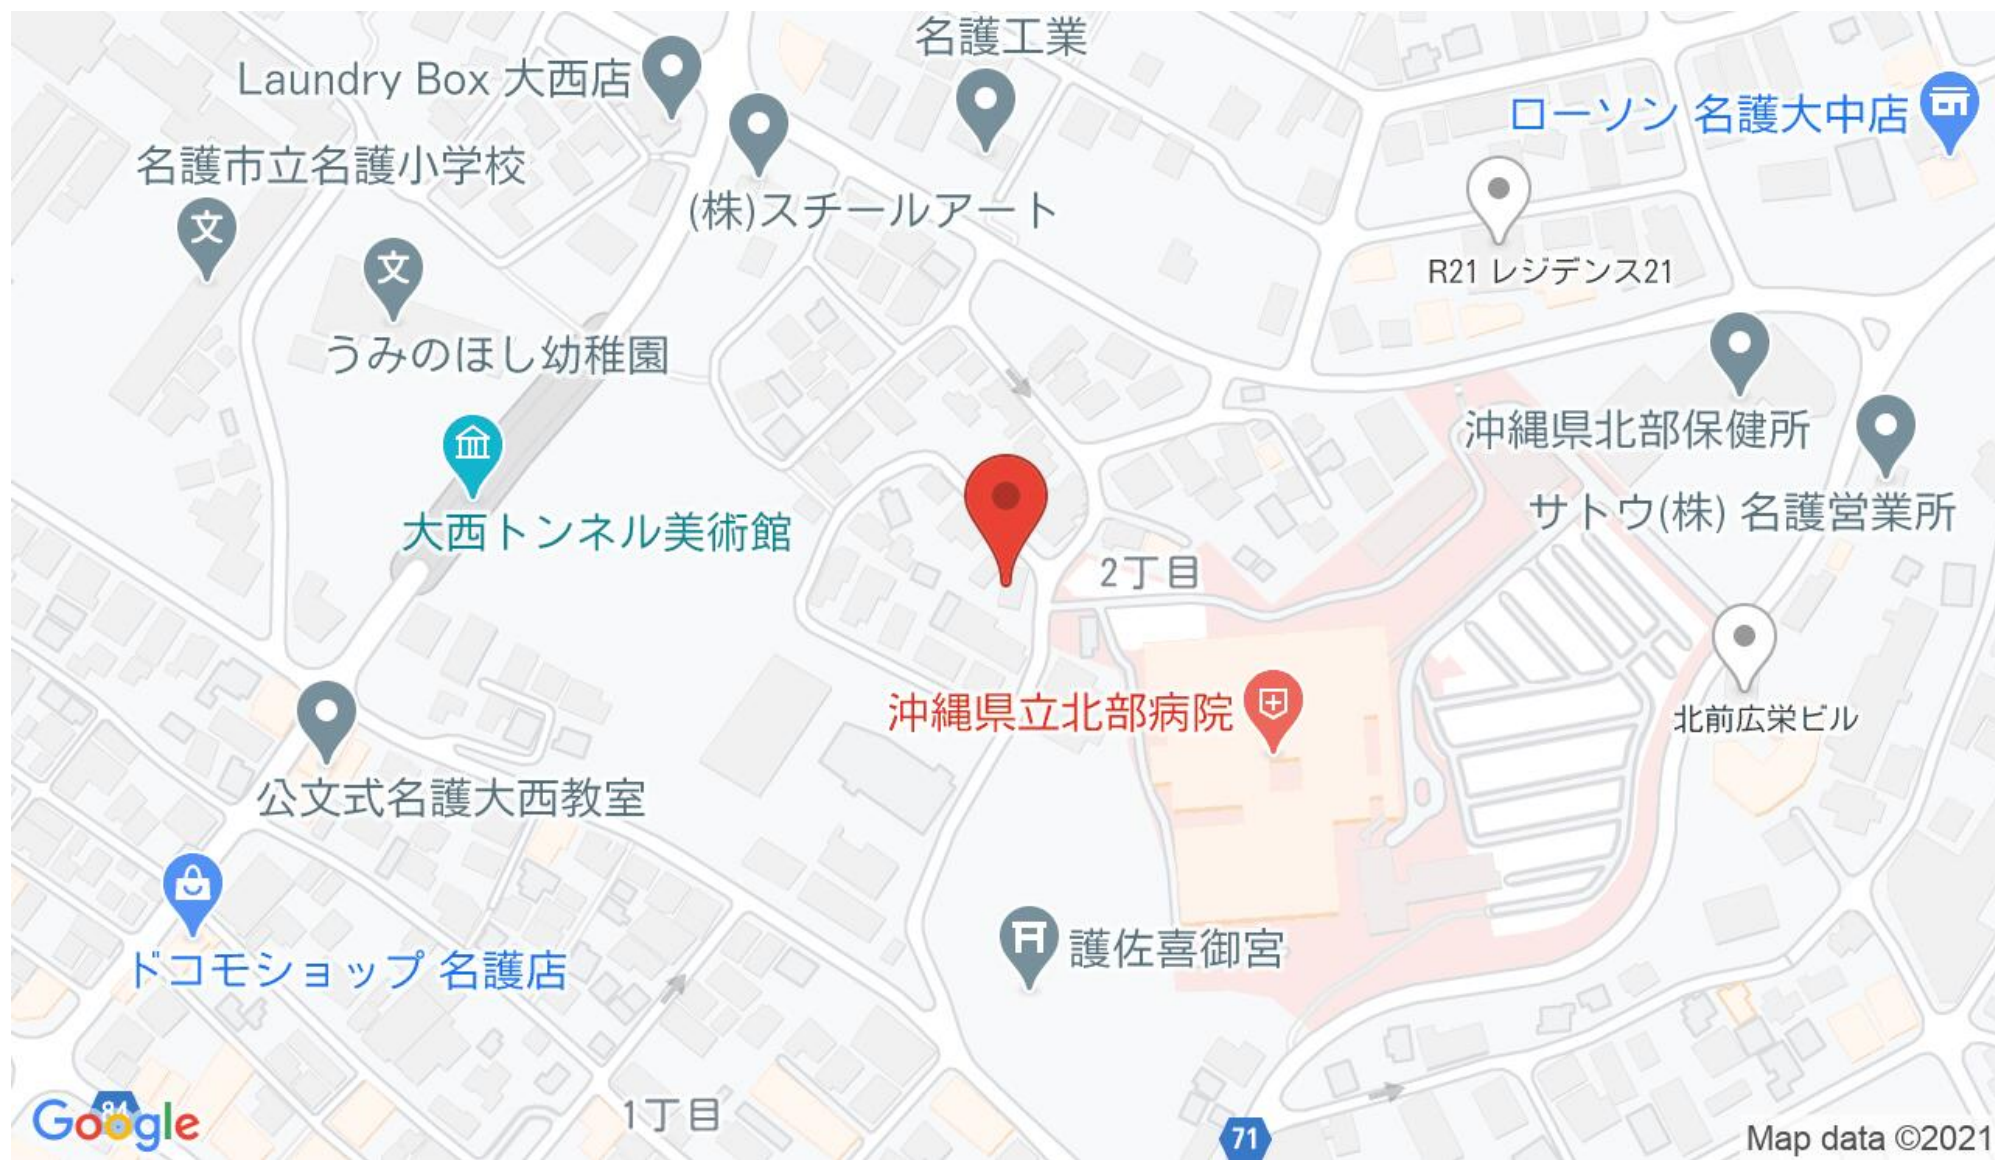 名護工業
Laundry Box 大西店
ローソン 名護大中店
名護市立名護小学校
文
(株)スチールアート
文
R21 レジデンス21
うみのほし幼稚園
沖縄県北部保健所
サトウ(株) 名護営業所
大西トンネル美術館
2丁目
沖縄県立北部病院
北前広栄ビル
公文式名護大西教室
護佐喜御宮
ドコモショップ 名護店
84
Google
1丁目
71
Map data ©2021